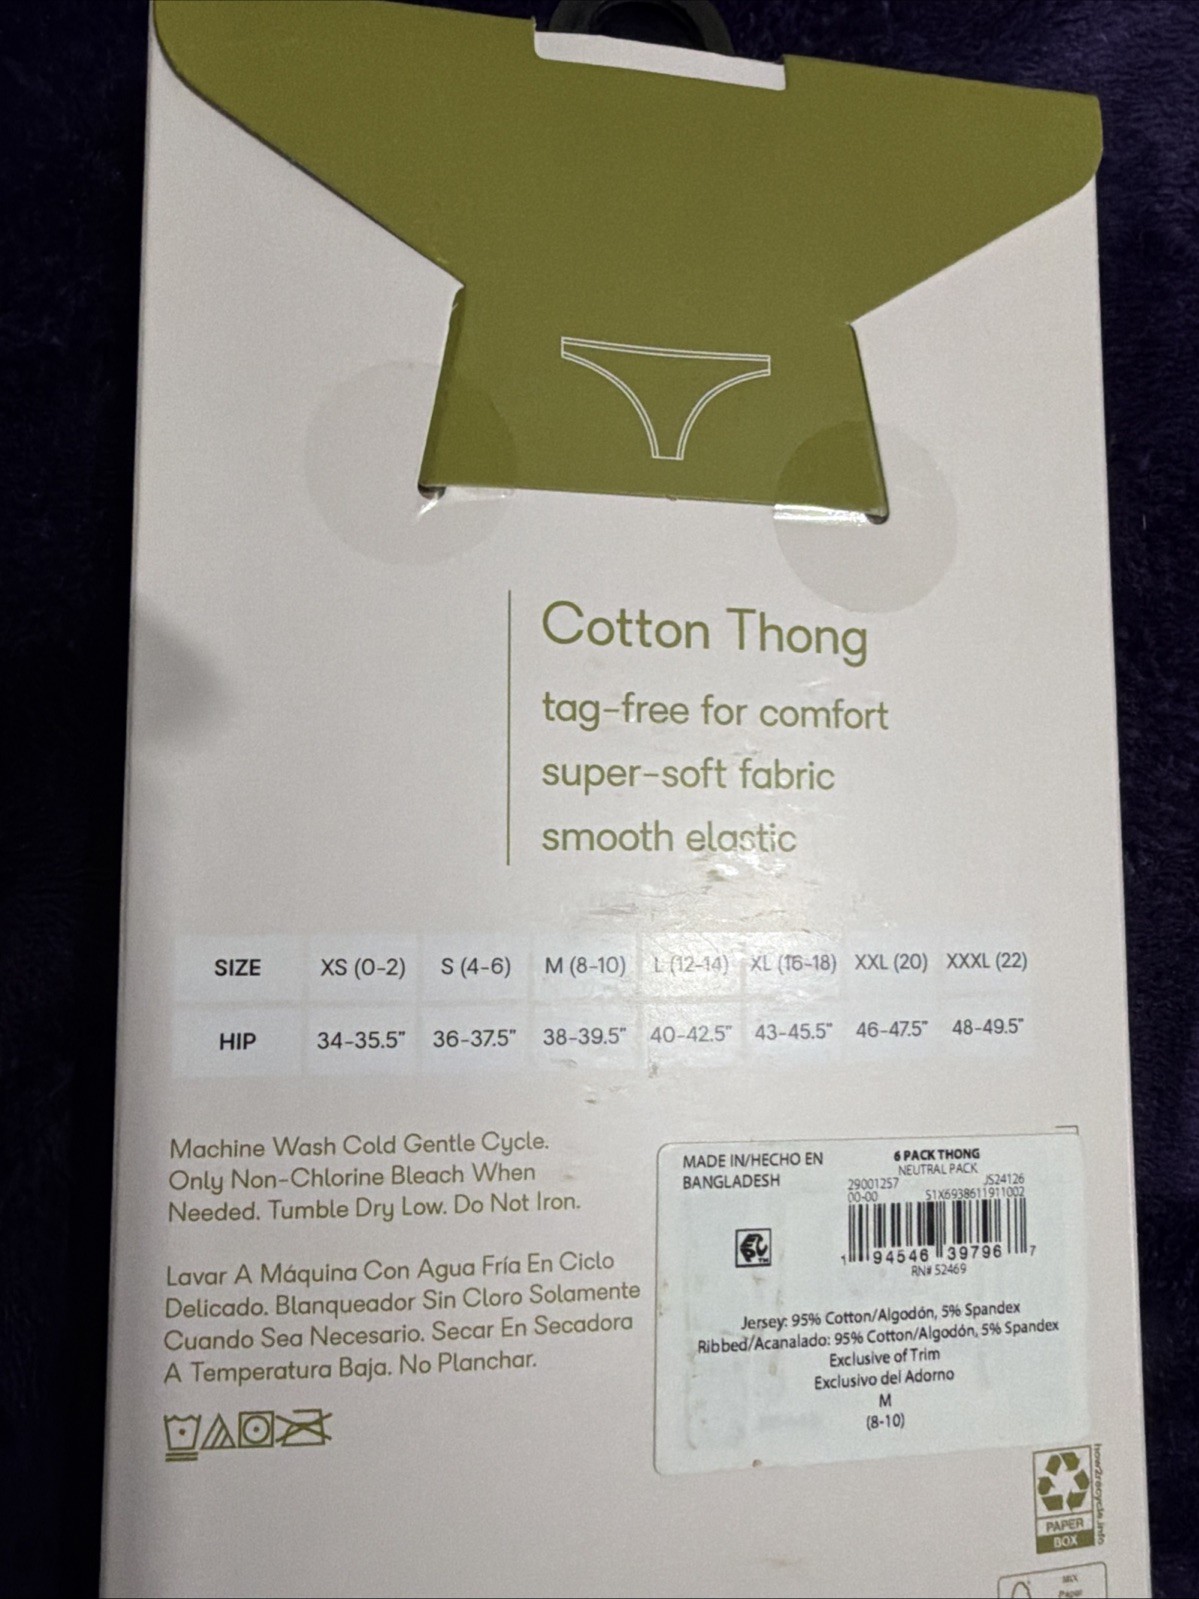 Cotton Thong
tag-free for comfort
super-soft fabric
smooth elastic
SIZE XS (0-2) S (4-6) M (8-10) L (12-14) XL (16-18) XXL (20) XXXL (22)
HIP 34-35.5" 36-37.5" 38-39.5" 40-42.5" 43-45.5" 46-47.5" 48-49.5"
Machine Wash Cold Gentle Cycle.
Only Non-Chlorine Bleach When
Needed. Tumble Dry Low. Do Not Iron.
Lavar A Máquina Con Agua Fría En Ciclo
Delicado. Blanqueador Sin Cloro Solamente
Cuando Sea Necesario. Secar En Secadora
A Temperatura Baja. No Planchar.
MADE IN/HECHO EN
BANGLADESH
6 PACK THONG
NEUTRAL PACK
29001257 JS24126
00-00 51X6938611911002
1 94546 39796 7
RN# 52469
Jersey: 95% Cotton/Algodón, 5% Spandex
Ribbed/Acanalado: 95% Cotton/Algodón, 5% Spandex
Exclusive of Trim
Exclusivo del Adorno
M
(8-10)
how2recycle.info
PAPER
BOX
MIX
Paper